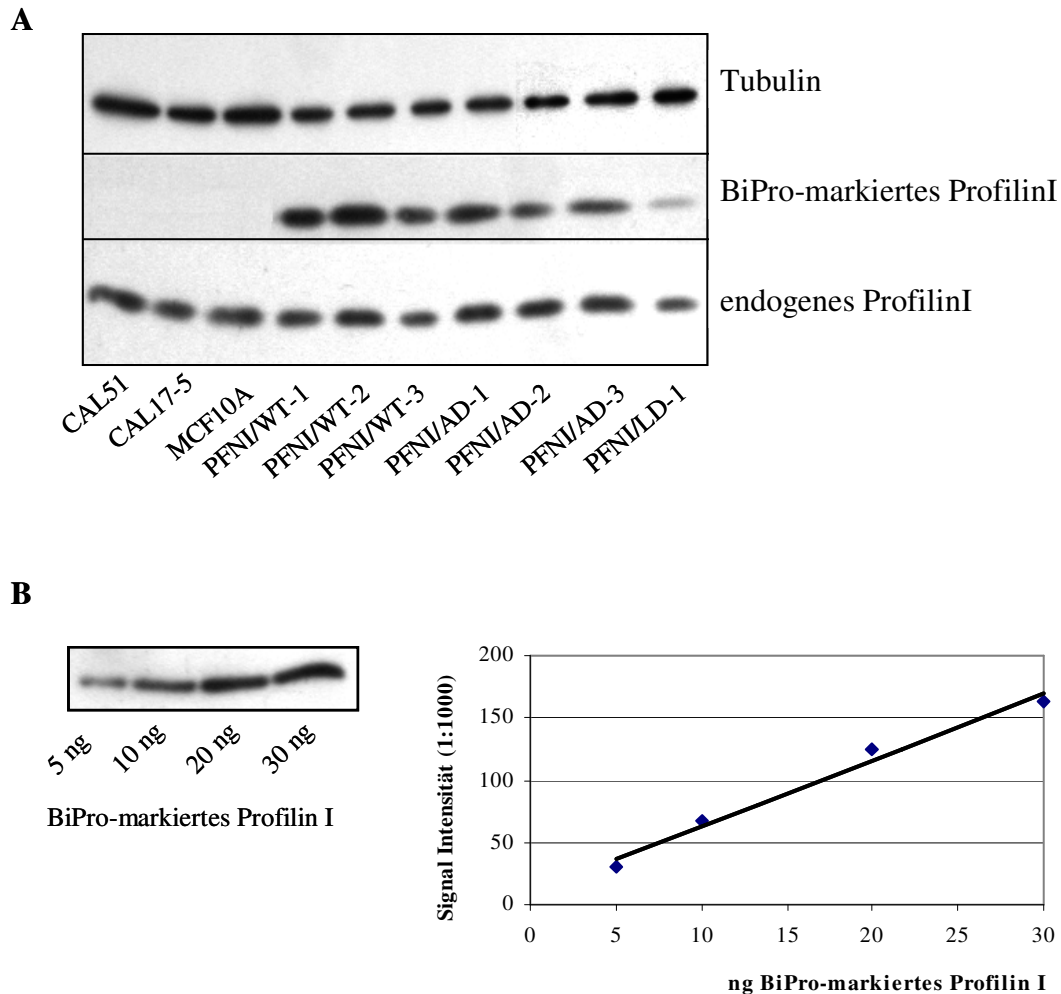 A
Tubulin
BiPro-markiertes ProfilinI
endogenes ProfilinI
CAL51
CAL17-5
MCF10A
PFNI/WT-1
PFNI/WT-2
PFNI/WT-3
PFNI/AD-1
PFNI/AD-2
PFNI/AD-3
PFNI/LD-1
B
5 ng
10 ng
20 ng
30 ng
BiPro-markiertes Profilin I
Signal Intensität (1:1000)
200
150
100
50
0
0 5 10 15 20 25 30
ng BiPro-markiertes Profilin I